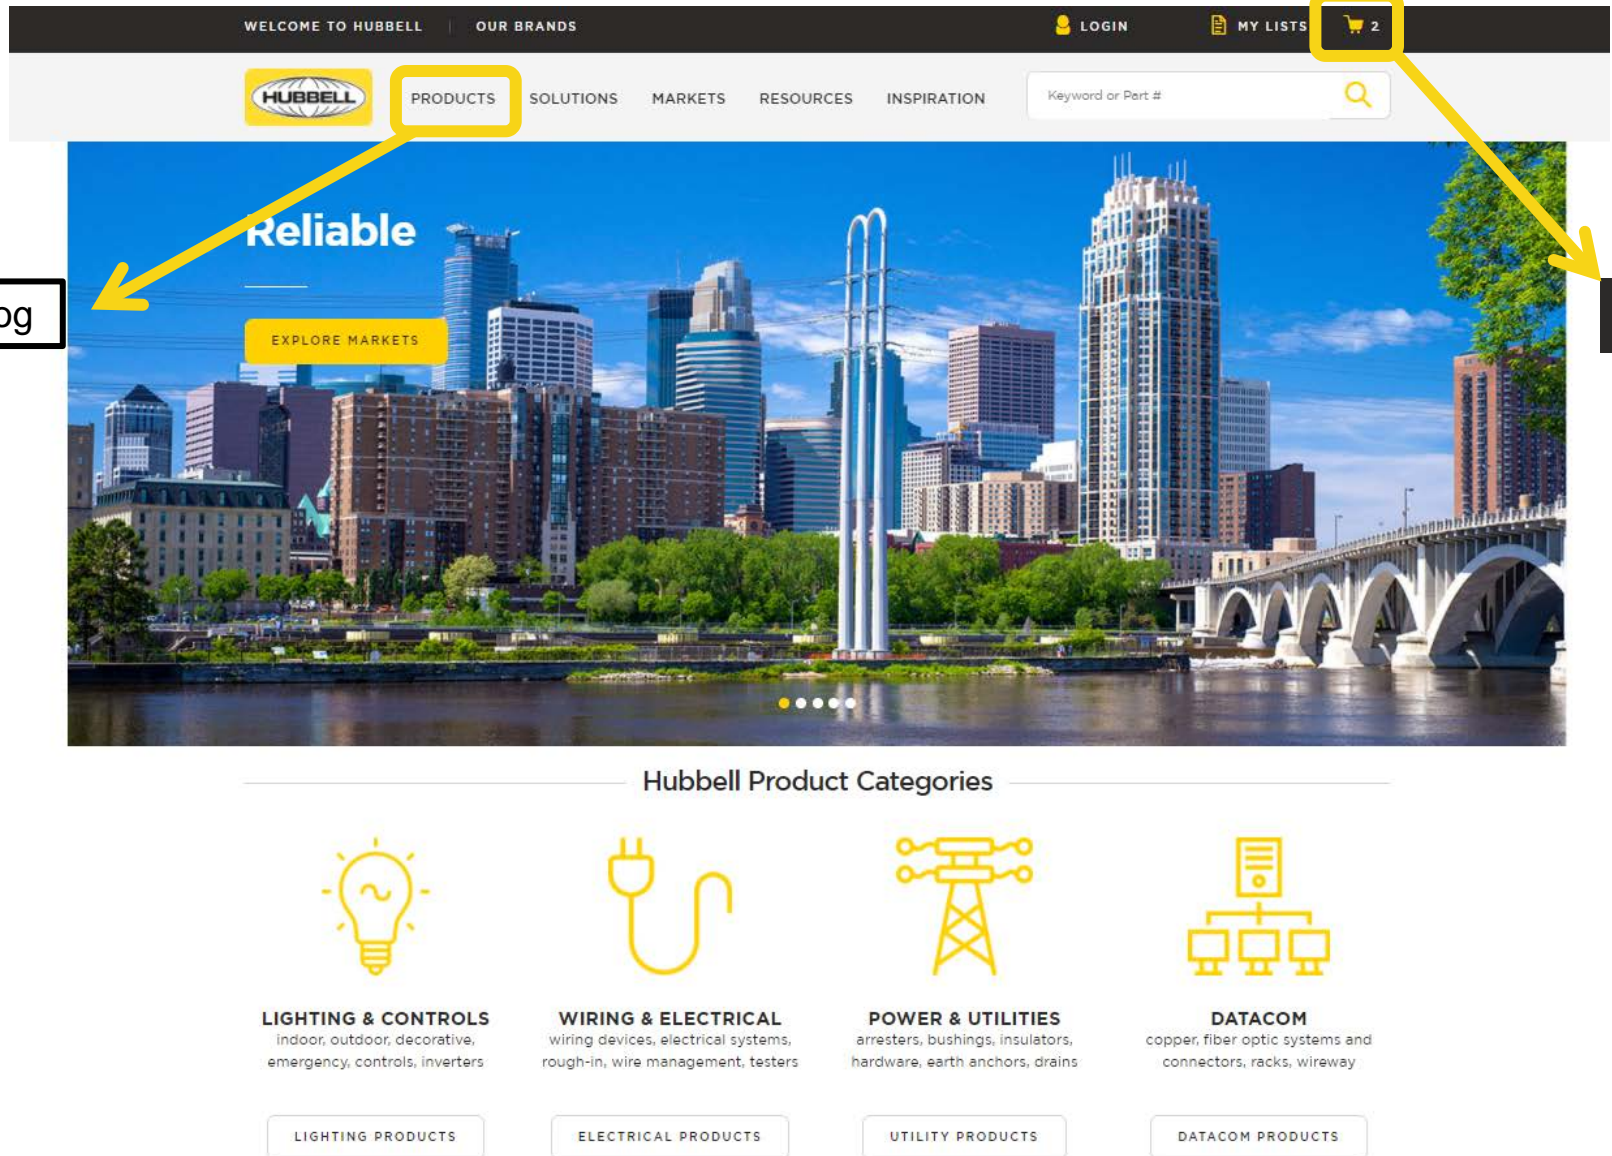 WELCOME TO HUBBELL | OUR BRANDS
LOGIN
MY LISTS
2
HUBBELL
PRODUCTS
SOLUTIONS
MARKETS
RESOURCES
INSPIRATION
Keyword or Part #
Reliable
og
EXPLORE MARKETS
Hubbell Product Categories
LIGHTING & CONTROLS
indoor, outdoor, decorative,
emergency, controls, inverters
LIGHTING PRODUCTS
WIRING & ELECTRICAL
wiring devices, electrical systems,
rough-in, wire management, testers
ELECTRICAL PRODUCTS
POWER & UTILITIES
arresters, bushings, insulators,
hardware, earth anchors, drains
UTILITY PRODUCTS
DATACOM
copper, fiber optic systems and
connectors, racks, wireway
DATACOM PRODUCTS